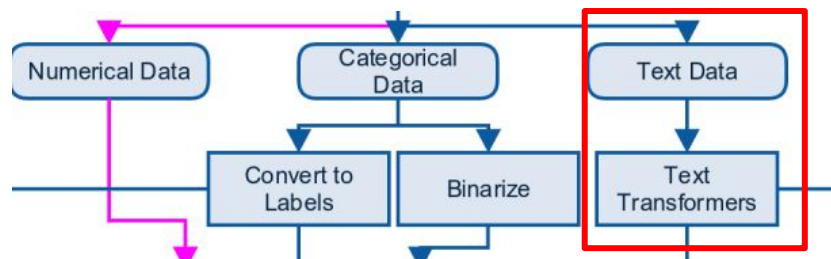 Numerical Data
Categorical
Data
Text Data
Convert to
Labels
Binarize
Text
Transformers